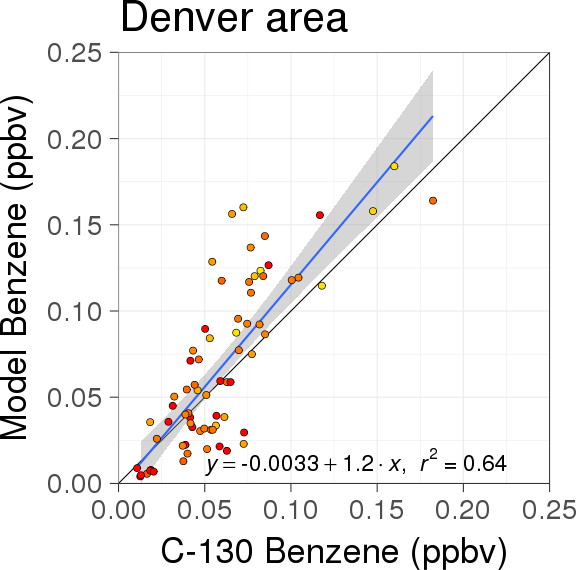 Denver area
Model Benzene (ppbv)
0.25
0.20
0.15
0.10
0.05
0.00
y = -0.0033 + 1.2 · x, r² = 0.64
0.00 0.05 0.10 0.15 0.20 0.25
C-130 Benzene (ppbv)